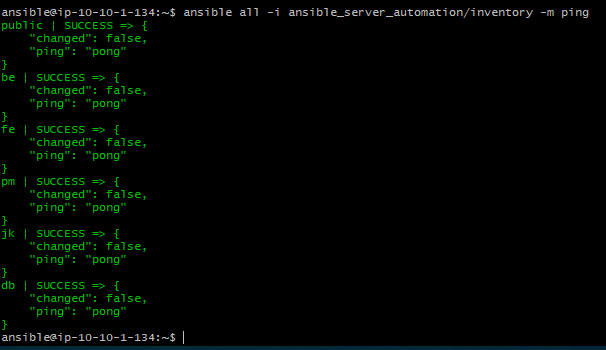 ansible@ip-10-10-1-134:~$ ansible all -i ansible_server_automation/inventory -m ping
public | SUCCESS => {
    "changed": false,
    "ping": "pong"
}
be | SUCCESS => {
    "changed": false,
    "ping": "pong"
}
fe | SUCCESS => {
    "changed": false,
    "ping": "pong"
}
pm | SUCCESS => {
    "changed": false,
    "ping": "pong"
}
jk | SUCCESS => {
    "changed": false,
    "ping": "pong"
}
db | SUCCESS => {
    "changed": false,
    "ping": "pong"
}
ansible@ip-10-10-1-134:~$